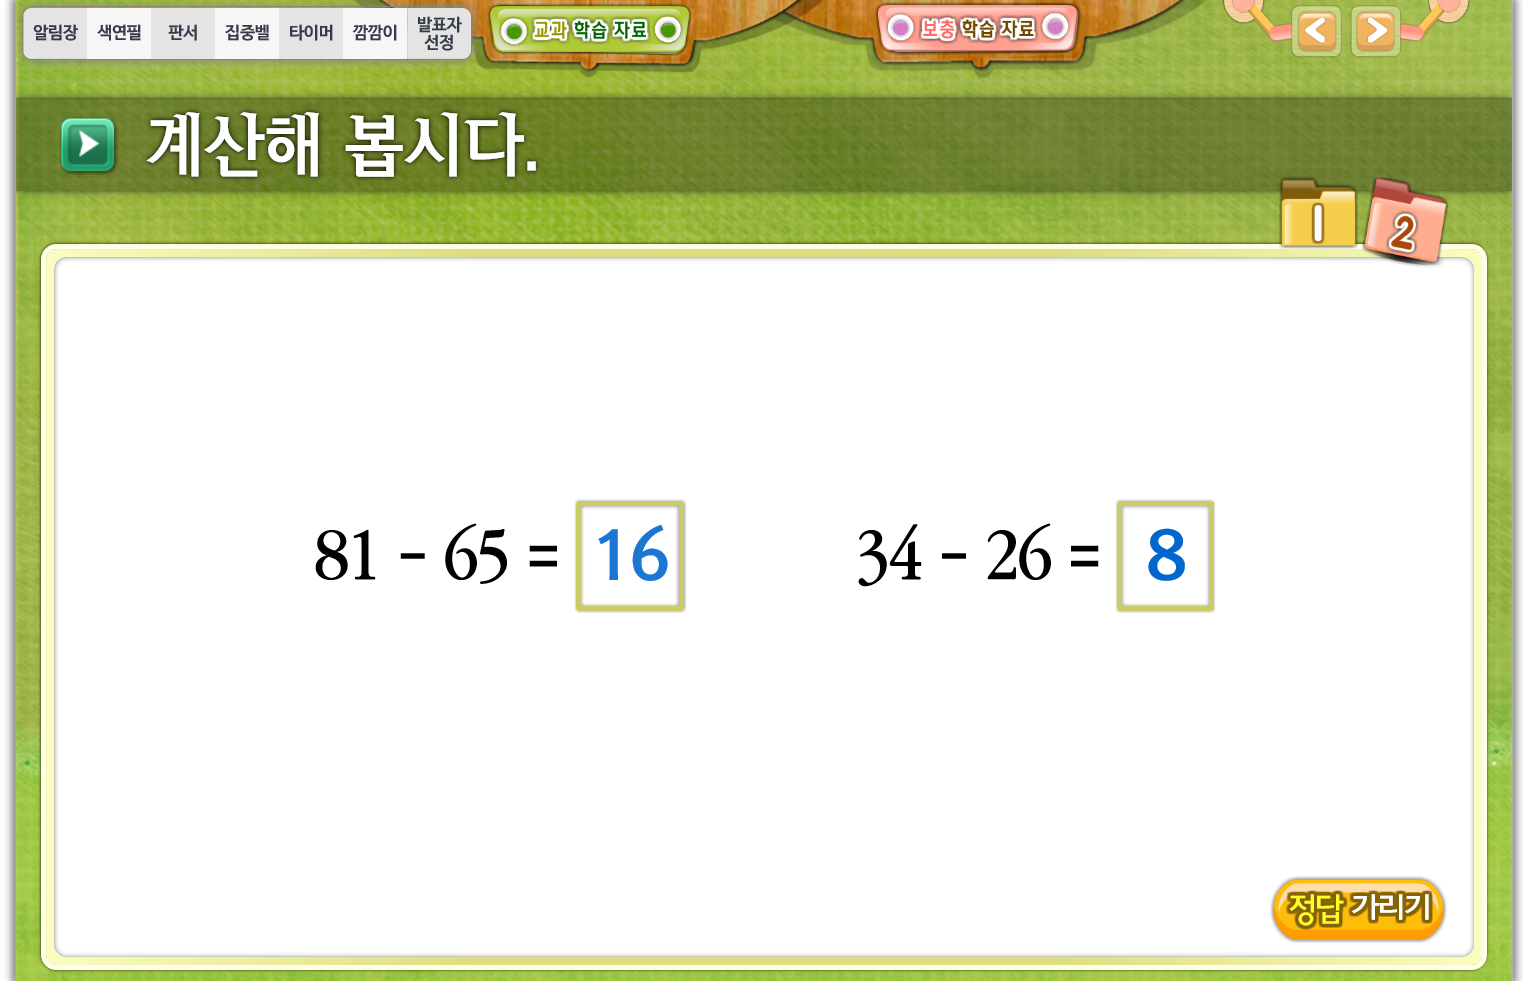 알림장 색연필 판서 집중벨 타이머 깜깜이 발표자 선정
교과 학습 자료
보충 학습 자료
< >
계산해 봅시다.
1 2
81 - 65 = 16
34 - 26 = 8
정답 가리기